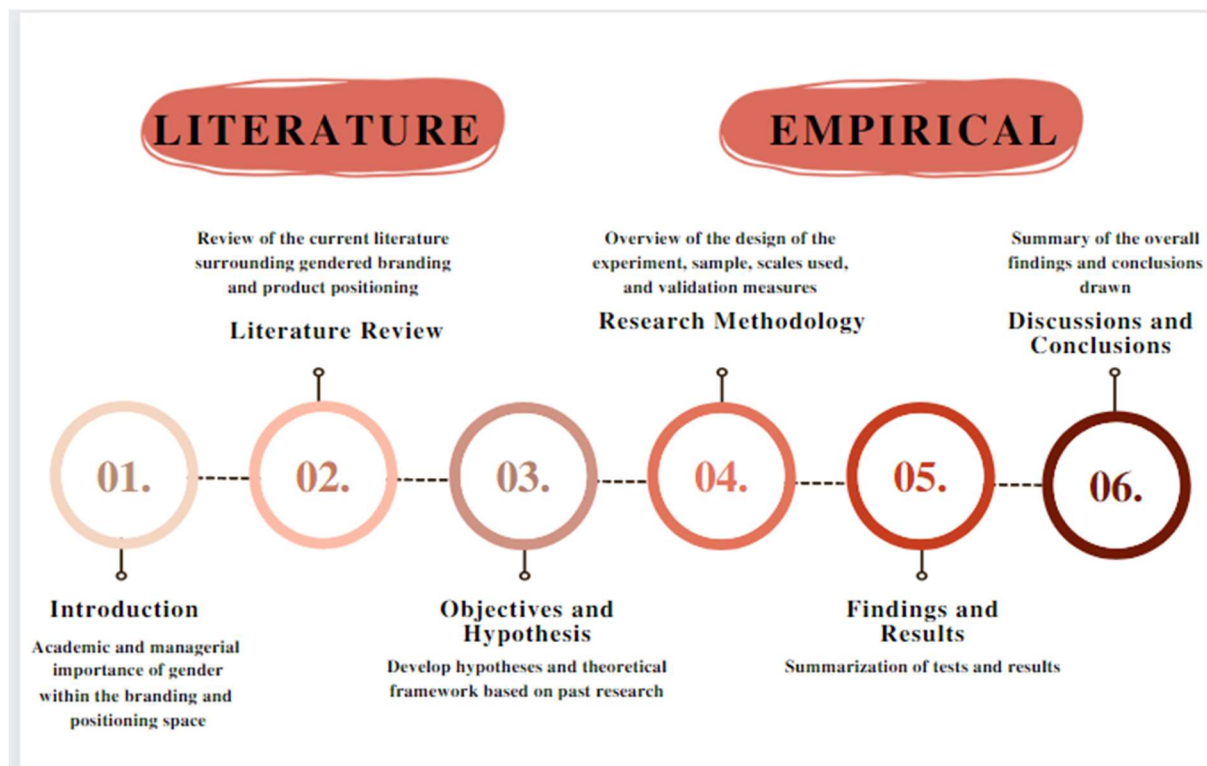 LITERATURE
EMPIRICAL
Review of the current literature
surrounding gendered branding
and product positioning
Literature Review
Overview of the design of the
experiment, sample, scales used,
and validation measures
Research Methodology
Summary of the overall
findings and conclusions
drawn
Discussions and
Conclusions
01.
02.
03.
04.
05.
06.
Introduction
Academic and managerial
importance of gender
within the branding and
positioning space
Objectives and
Hypothesis
Develop hypotheses and theoretical
framework based on past research
Findings and
Results
Summarization of tests and results